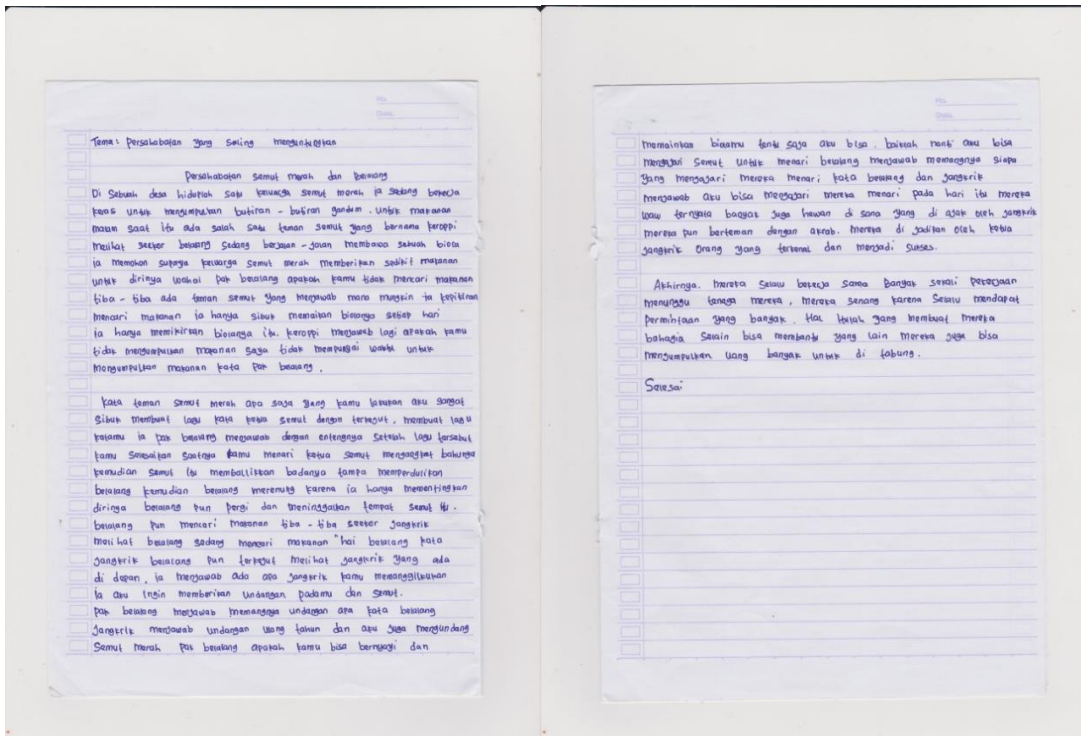 Tema : Persahabatan yang saling menguntungkan
Persahabatan semut merah dan Belalang
Di Sebuah desa hiduplah satu keluarga semut merah ia sedang bekerja
keras untuk mengumpulkan butiran - butiran gandum . untuk makanan
malam saat itu ada salah satu teman semut yang bernama keroppi
melihat seekor belalang sedang berjalan - jalan membawa sebuah biola
ia memohon supaya keluarga semut merah memberikan sedikit makanan
untuk dirinya wahai pak belalang apakah kamu tidak mencari makanan
tiba - tiba ada teman semut yang menjawab mana mungkin ia kepikiran
mencari makanan ia hanya sibuk memaikan biolanya setiap hari
ia hanya memikirkan biolanya itu. keroppi menjawab lagi apakah kamu
tidak mengumpulkan makanan saya tidak mempunyai waktu untuk
mengumpulkan makanan kata pak belalang .
kata teman semut merah apa saja yang kamu lakukan aku sangat
sibuk membuat lagu kata ketua semut dengan terkejut . membuat lagu
katamu ia pak belalang menjawab dengan entengnya setelah lagu tersebut
kamu selesaikan saatnya kamu menari ketua semut mengangkat bahunya
kemudian semut itu membalikkan badanya tampa memperdulikan
belalang kemudian belalang merenung karena ia hanya mementingkan
diringa belalang pun pergi dan meninggalkan tempat semut itu .
belalang pun mencari makanan tiba - tiba seekor jangkrik
melihat belalang sedang mencari makanan "hai belalang kata
jangkrik belalang pun terkejut melihat jangkrik yang ada
di depan . ia menjawab ada apa jangkrik kamu memanggilkukan
ia aku ingin memberikan undangan padamu dan semut.
pak belalang menjawab memangnya undangan apa kata belalang
jangkrik menjawab undangan ulang tahun dan aku juga mengundang
semut merah pak belalang apakah kamu bisa bernyayi dan
memainkan biolamu tentu saja aku bisa . baiklah nanti aku bisa
mengajari semut untuk menari belalang menjawab memangnya siapa
yang mengajari mereka menari kata belalang dan jangkrik
menjawab aku bisa mengajari mereka menari pada hari itu mereka
waw ternyata banyak juga hewan di sana yang di ajak oleh jangkrik
mereka pun berteman dengan akrab. mereka di jadikan oleh ketua
jangkrik orang yang terkenal dan menjadi sukses.
Akhirnya. mereka selalu bekerja sama Banyak sekali pekerjaan
menunggu tenaga mereka , mereka senang karena selalu mendapat
permintaan yang banyak . Hal itulah yang membuat mereka
bahagia selain bisa membantu yang lain mereka juga bisa
mengumpulkan uang banyak untuk di tabung .
Selesai